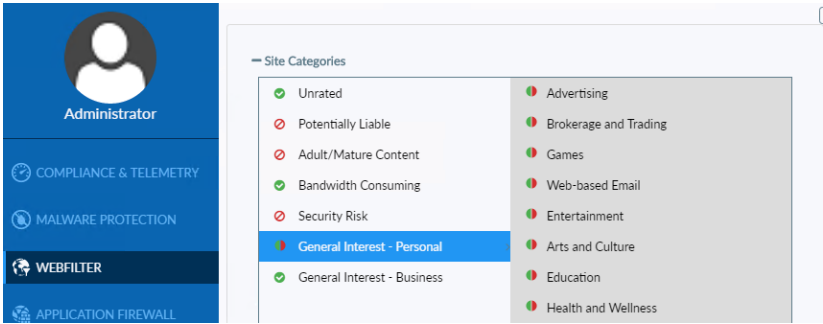 Administrator
COMPLIANCE & TELEMETRY
MALWARE PROTECTION
WEBFILTER
APPLICATION FIREWALL
Site Categories
Unrated
Potentially Liable
Adult/Mature Content
Bandwidth Consuming
Security Risk
General Interest - Personal
General Interest - Business
Advertising
Brokerage and Trading
Games
Web-based Email
Entertainment
Arts and Culture
Education
Health and Wellness